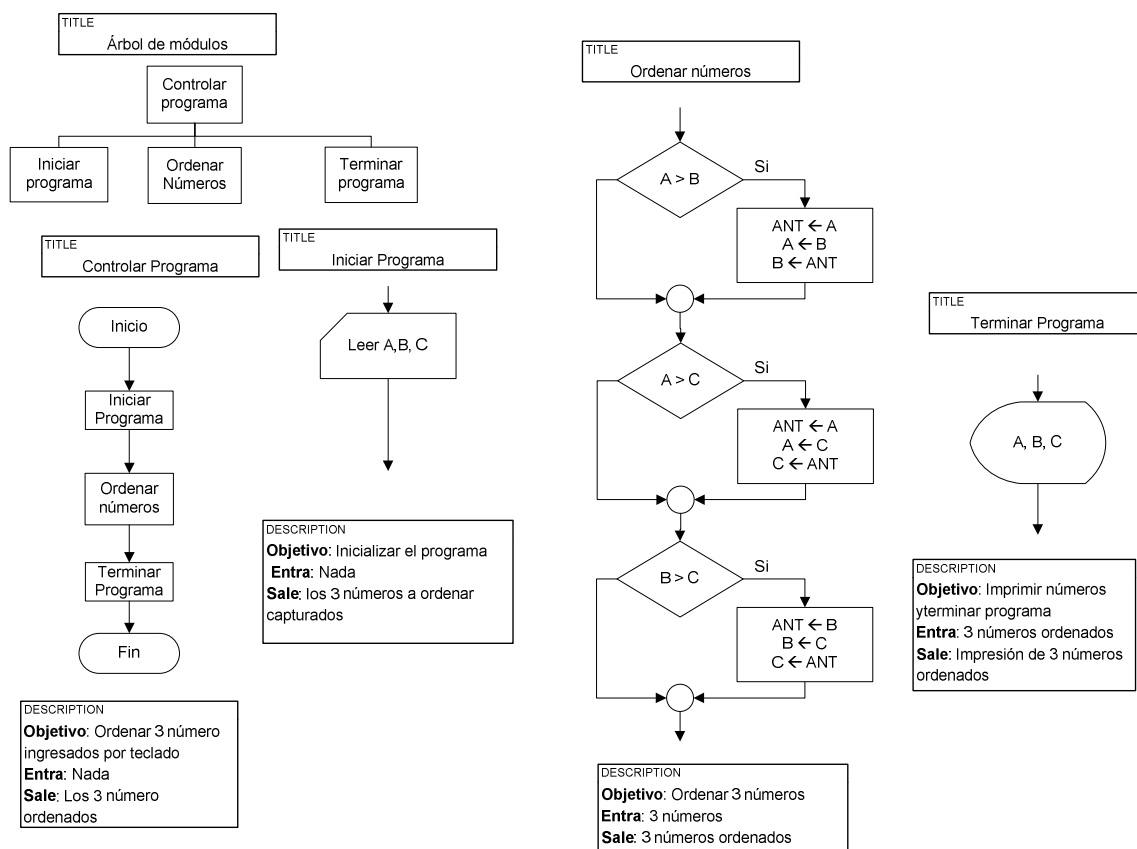 TITLE
Árbol de módulos
Controlar
programa
Iniciar
programa
Ordenar
Números
Terminar
programa
TITLE
Controlar Programa
Inicio
Iniciar
Programa
Ordenar
números
Terminar
Programa
Fin
DESCRIPTION
Objetivo: Ordenar 3 número
ingresados por teclado
Entra: Nada
Sale: Los 3 número
ordenados
TITLE
Iniciar Programa
Leer A,B, C
DESCRIPTION
Objetivo: Inicializar el programa
Entra: Nada
Sale: los 3 números a ordenar
capturados
TITLE
Ordenar números
A > B
Si
ANT ← A
A ← B
B ← ANT
A > C
Si
ANT ← A
A ← C
C ← ANT
B > C
Si
ANT ← B
B ← C
C ← ANT
DESCRIPTION
Objetivo: Ordenar 3 números
Entra: 3 números
Sale: 3 números ordenados
TITLE
Terminar Programa
A, B, C
DESCRIPTION
Objetivo: Imprimir números
yterminar programa
Entra: 3 números ordenados
Sale: Impresión de 3 números
ordenados